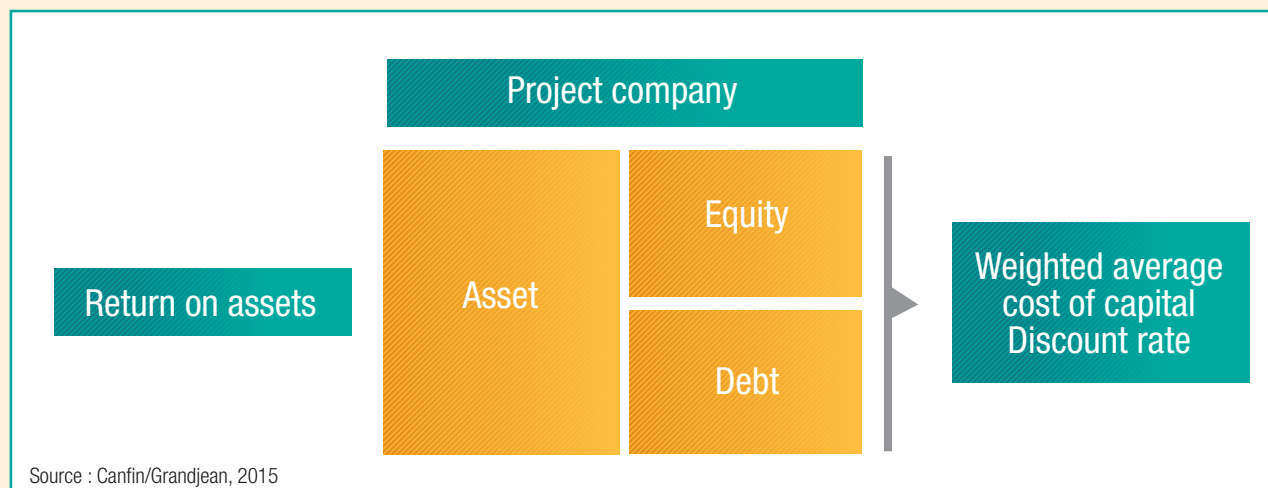 Project company
Equity
Return on assets
Asset
Weighted average
cost of capital
Discount rate
Debt
Source : Canfin/Grandjean, 2015